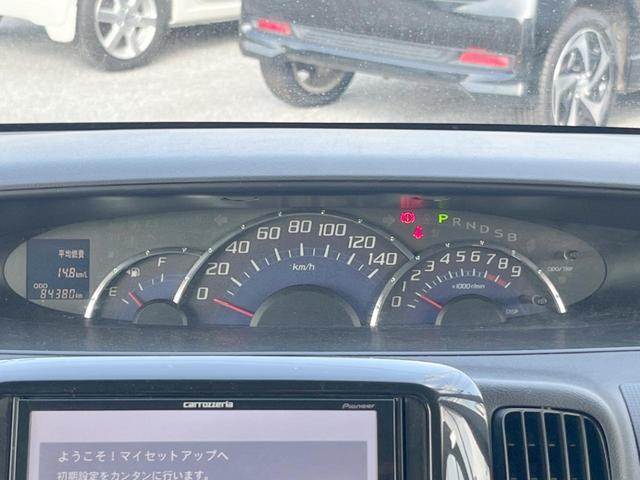 平均燃費
14.8km/L
ODO
84380km
E F
0 20 40 60 80 100 120 140
km/h
P R N D S B
0 1 2 3 4 5 6 7 8 9
×1000r/min
ODO/TRIP
DISP
carrozzeria
Pioneer
ようこそ!マイセットアップへ
初期設定をカンタンに行います。